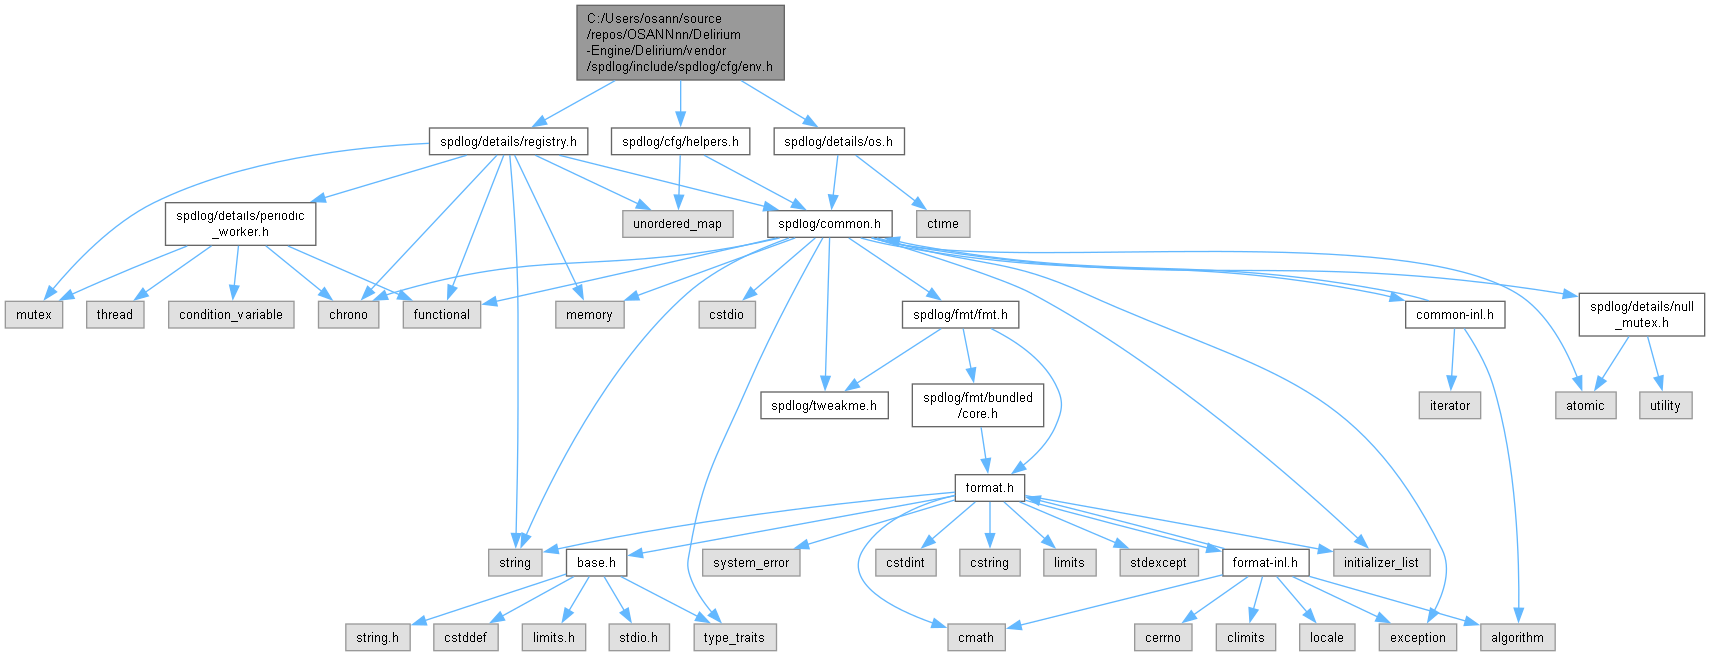 C:/Users/osann/source
/repos/OSANNnn/Delirium
-Engine/Delirium/vendor
/spdlog/include/spdlog/cfg/env.h
spdlog/details/registry.h
spdlog/cfg/helpers.h
spdlog/details/os.h
spdlog/details/periodic
_worker.h
unordered_map
spdlog/common.h
ctime
mutex
thread
condition_variable
chrono
functional
memory
cstdio
spdlog/fmt/fmt.h
common-inl.h
spdlog/details/null
_mutex.h
spdlog/tweakme.h
spdlog/fmt/bundled
/core.h
iterator
atomic
utility
format.h
string
base.h
system_error
cstdint
cstring
limits
stdexcept
format-inl.h
initializer_list
string.h
cstddef
limits.h
stdio.h
type_traits
cmath
cerrno
climits
locale
exception
algorithm